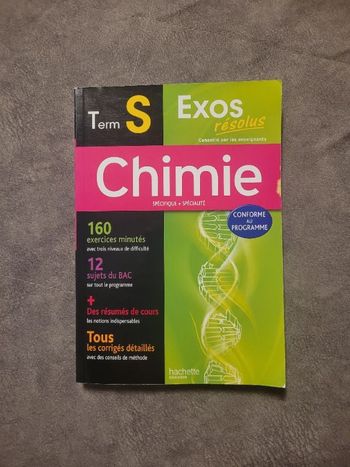 Term S
Exos
résolus
Conseillé par les enseignants
Chimie
SPÉCIFIQUE + SPÉCIALITÉ
CONFORME
AU
PROGRAMME
160
exercices minutés
avec trois niveaux de difficulté
12
sujets du BAC
sur tout le programme
+
Des résumés de cours
les notions indispensables
Tous
les corrigés détaillés
avec des conseils de méthode
hachette
ÉDUCATION